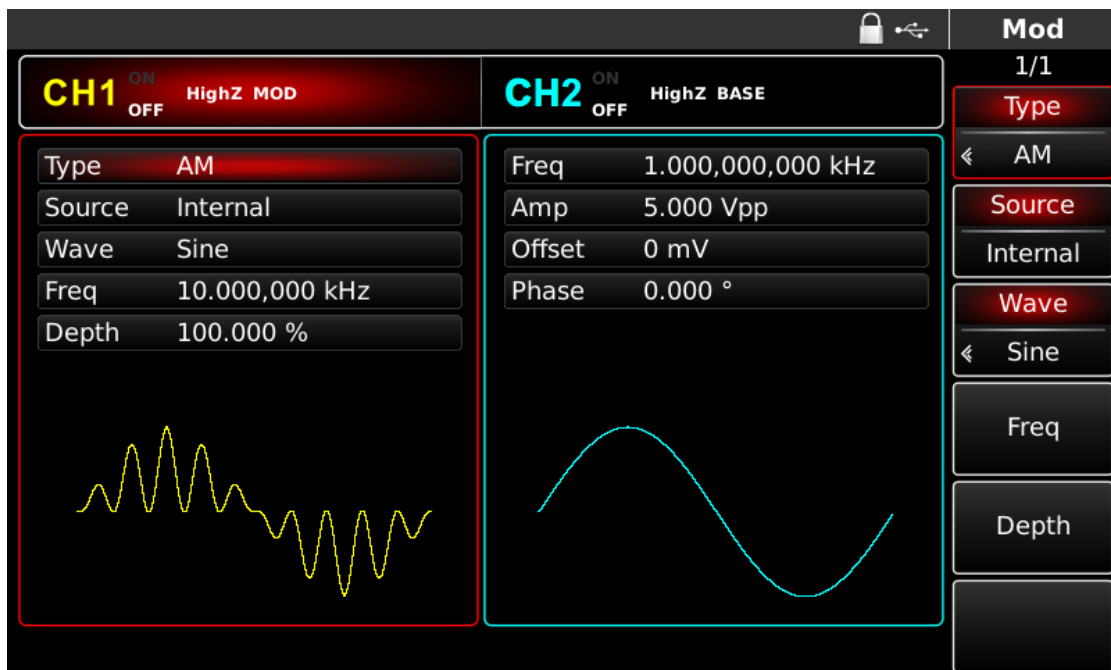 Mod
1/1
CH1 ON OFF HighZ MOD
CH2 ON OFF HighZ BASE
Type AM
Source Internal
Wave Sine
Freq 10.000,000 kHz
Depth 100.000 %
Freq 1.000,000,000 kHz
Amp 5.000 Vpp
Offset 0 mV
Phase 0.000 °
Type
AM
Source
Internal
Wave
Sine
Freq
Depth